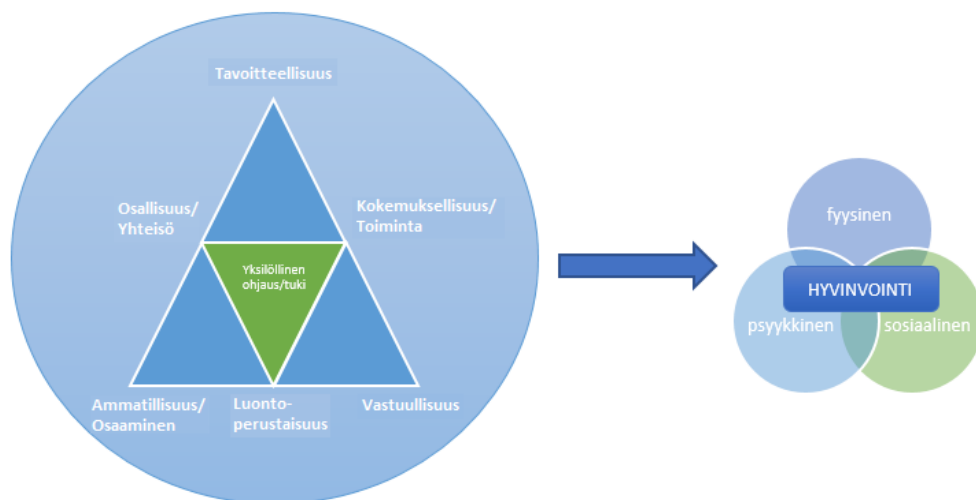 Tavoitteellisuus
Osallisuus/
Yhteisö
Kokemuksellisuus/
Toiminta
Yksilöllinen
ohjaus/tuki
Ammatillisuus/
Osaaminen
Luonto-
perustaisuus
Vastuullisuus
fyysinen
HYVINVOINTI
psyykkinen
sosiaalinen